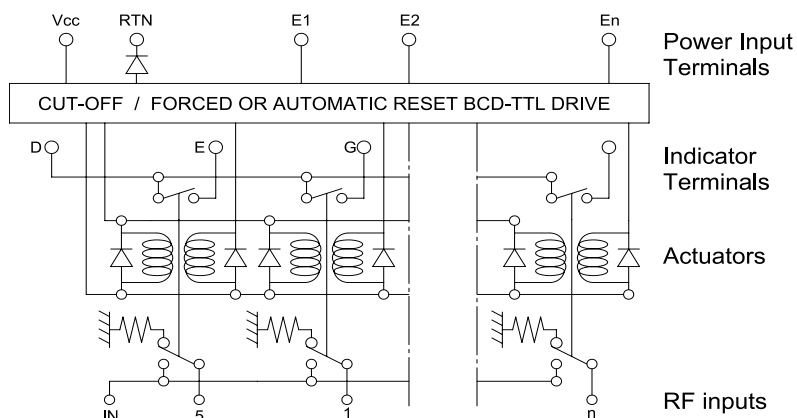 Vcc RTN E1 E2 En
Power Input
Terminals
CUT-OFF / FORCED OR AUTOMATIC RESET BCD-TTL DRIVE
D E G
Indicator
Terminals
Actuators
IN 5 1 n
RF inputs